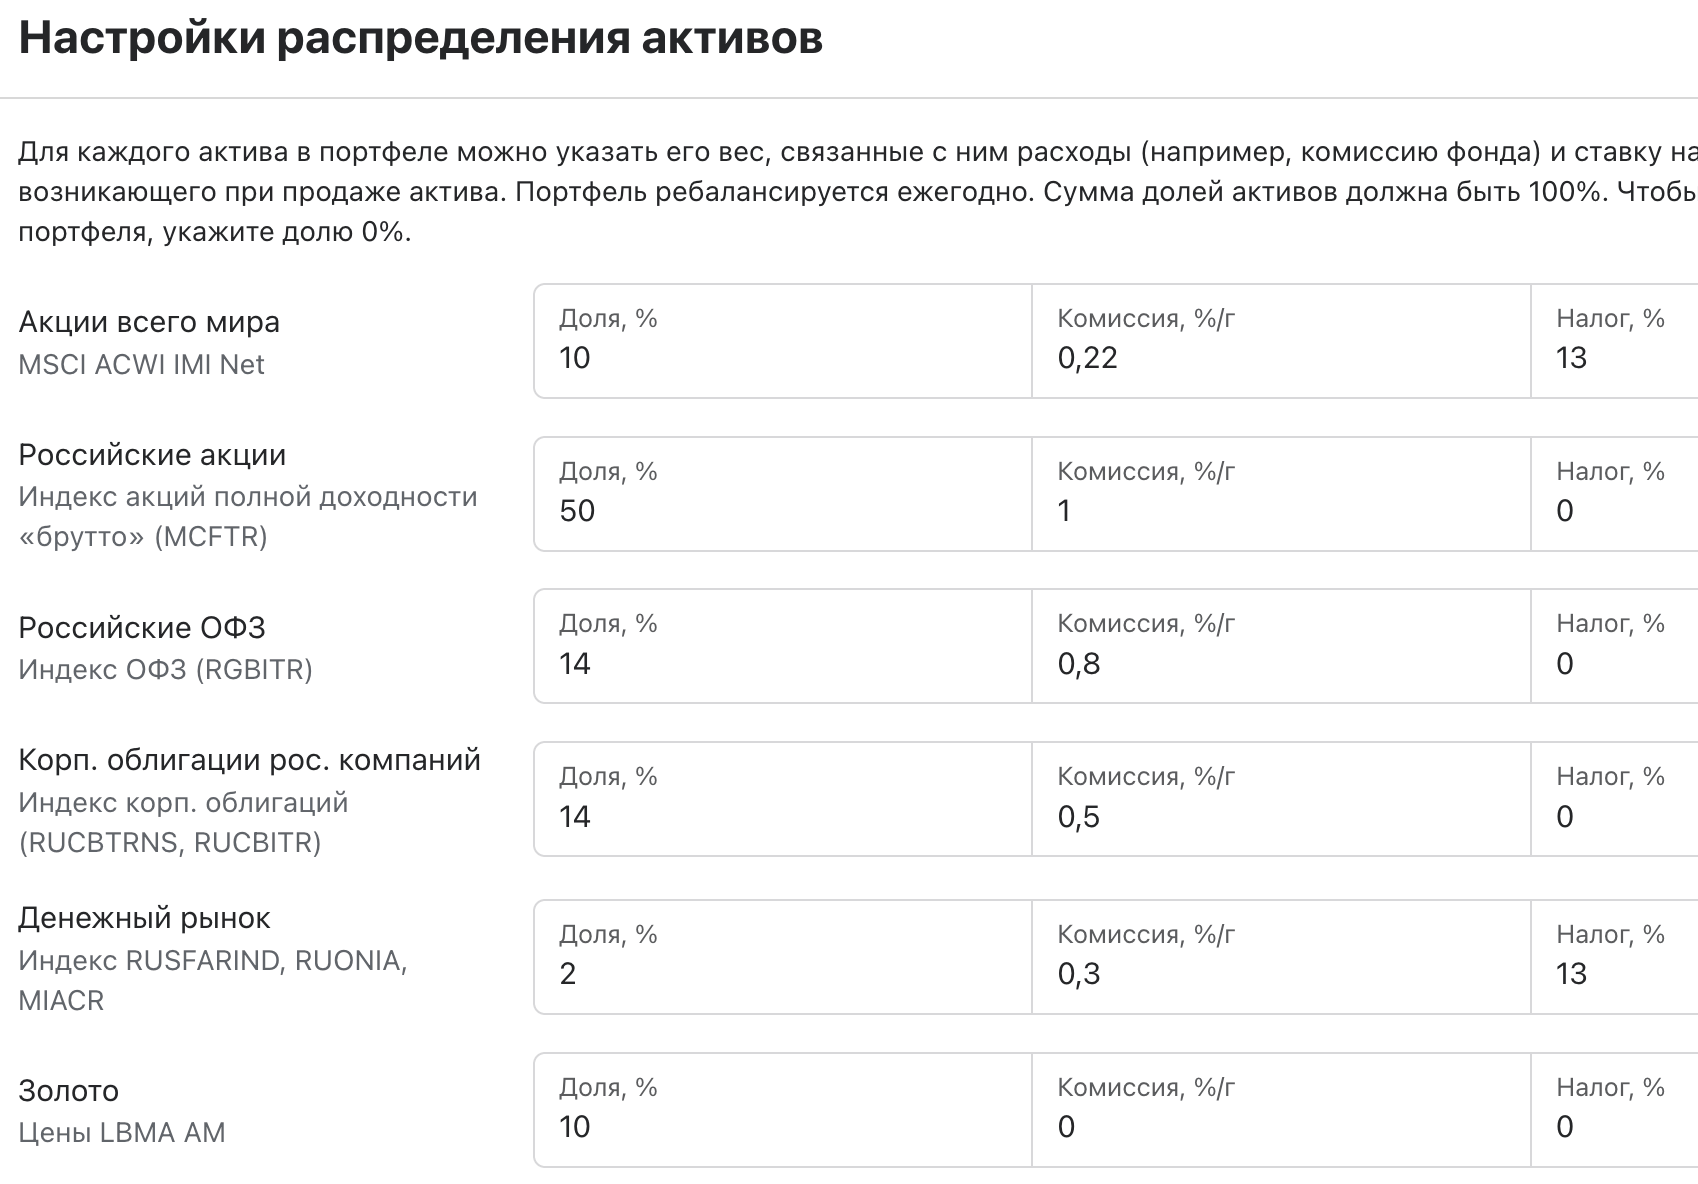 Настройки распределения активов
Для каждого актива в портфеле можно указать его вес, связанные с ним расходы (например, комиссию фонда) и ставку на
возникающего при продаже актива. Портфель ребалансируется ежегодно. Сумма долей активов должна быть 100%. Чтобы
портфеля, укажите долю 0%.
Акции всего мира
MSCI ACWI IMI Net
Доля, %
10
Комиссия, %/г
0,22
Налог, %
13
Российские акции
Индекс акций полной доходности
«брутто» (MCFTR)
Доля, %
50
Комиссия, %/г
1
Налог, %
0
Российские ОФЗ
Индекс ОФЗ (RGBITR)
Доля, %
14
Комиссия, %/г
0,8
Налог, %
0
Корп. облигации рос. компаний
Индекс корп. облигаций
(RUCBTRNS, RUCBITR)
Доля, %
14
Комиссия, %/г
0,5
Налог, %
0
Денежный рынок
Индекс RUSFARIND, RUONIA,
MIACR
Доля, %
2
Комиссия, %/г
0,3
Налог, %
13
Золото
Цены LBMA AM
Доля, %
10
Комиссия, %/г
0
Налог, %
0